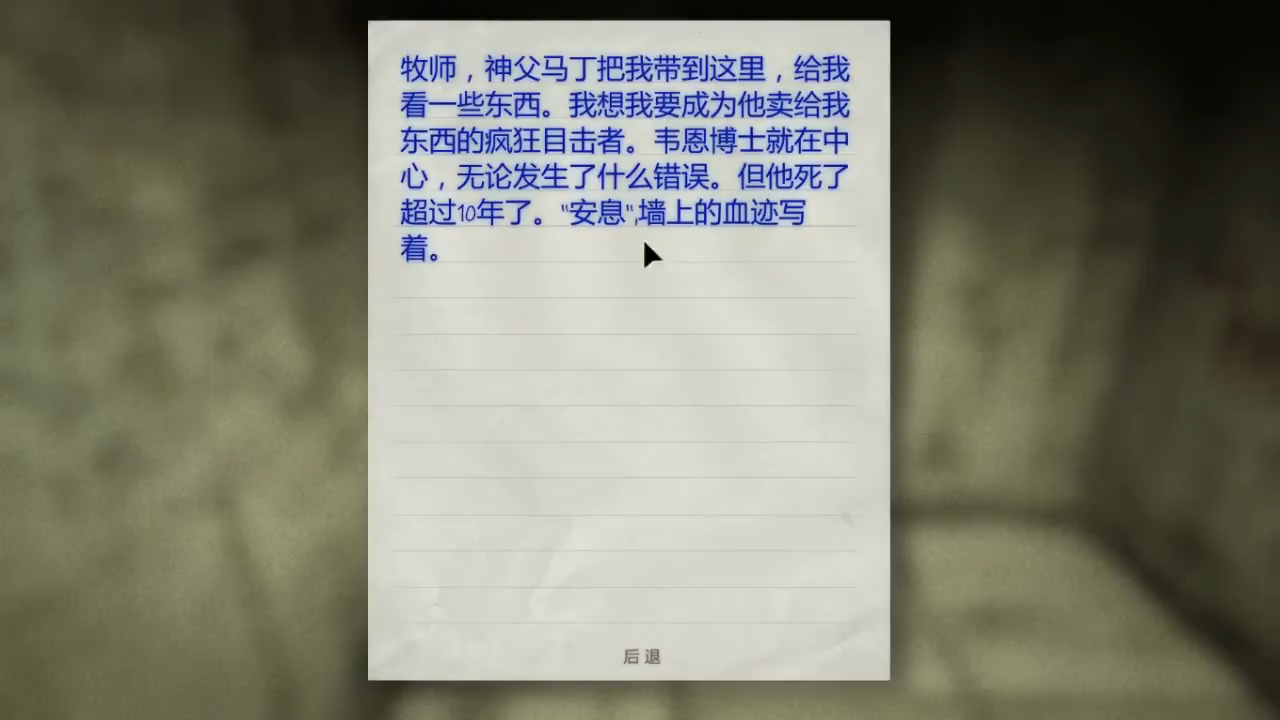 牧师，神父马丁把我带到这里，给我
看一些东西。我想我要成为他卖给我
东西的疯狂目击者。韦恩博士就在中
心，无论发生了什么错误。但他死了
超过10年了。“安息“,墙上的血迹写
着。
后退